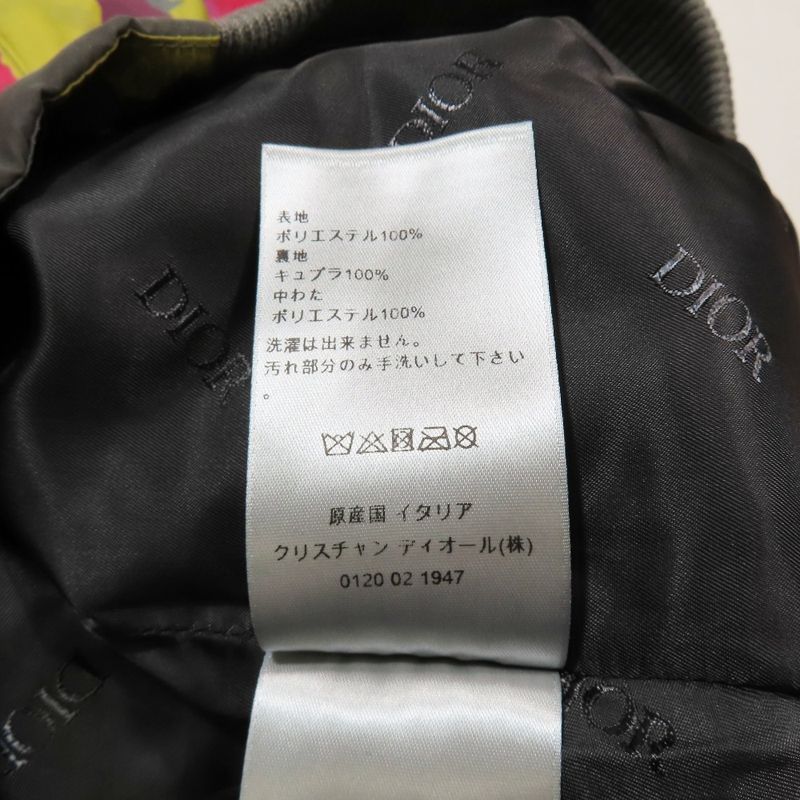 DIOR
DIOR
DIOR
表地
ポリエステル100%
裏地
キュプラ100%
中わた
ポリエステル100%
洗濯は出来ません。
汚れ部分のみ手洗いして下さい
。
原産国 イタリア
クリスチャン ディオール(株)
0120 02 1947
DIOR
DIOR